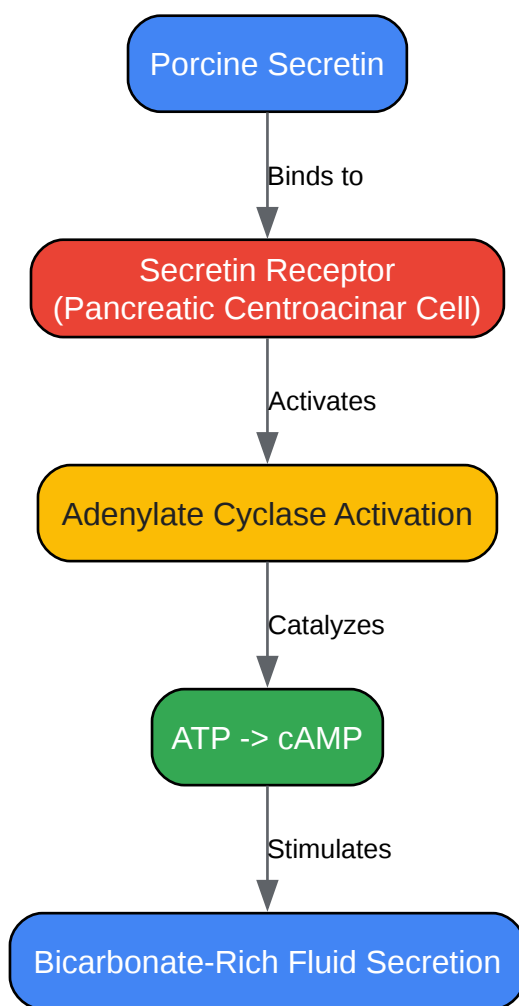 Porcine Secretin
Binds to
Secretin Receptor
(Pancreatic Centroacinar Cell)
Activates
Adenylate Cyclase Activation
Catalyzes
ATP -> cAMP
Stimulates
Bicarbonate-Rich Fluid Secretion